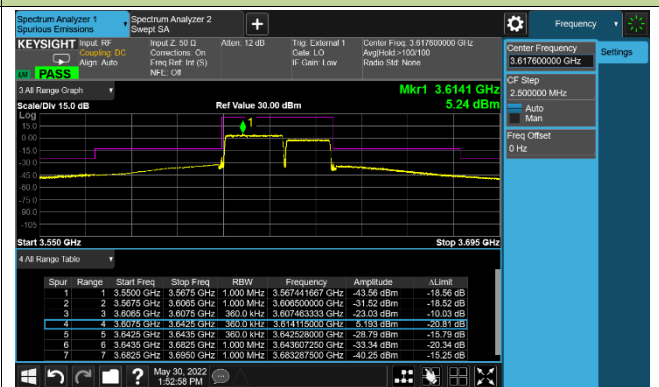 Spectrum Analyzer 1
Spurious Emissions
Spectrum Analyzer 2
Swept SA
+
Frequency
KEYSIGHT
Input: RF
Coupling: DC
Align: Auto
Input Z: 50 Ω
Corrections: On
Freq Ref: Int (S)
NFE: Off
Atten: 12 dB
Trig: External 1
Gate: LO
IF Gain: Low
Center Freq: 3.617600000 GHz
Avg|Hold:>100/100
Radio Std: None
PASS
Center Frequency
3.617600000 GHz
Settings
CF Step
2.500000 MHz
Auto
Man
Freq Offset
0 Hz
3 All Range Graph
Mkr1 3.6141 GHz
5.24 dBm
Scale/Div 15.0 dB
Ref Value 30.00 dBm
Log
15.0
0.00
-15.0
-30.0
-45.0
-60.0
-75.0
-90.0
-105
1
Start 3.550 GHz
Stop 3.695 GHz
4 All Range Table
Spur Range Start Freq Stop Freq RBW Frequency Amplitude ΔLimit
1 1 3.5500 GHz 3.5675 GHz 1.000 MHz 3.567441667 GHz -43.56 dBm -18.56 dB
2 2 3.5675 GHz 3.6065 GHz 1.000 MHz 3.606500000 GHz -31.52 dBm -18.52 dB
3 3 3.6065 GHz 3.6075 GHz 360.0 kHz 3.607463333 GHz -23.03 dBm -10.03 dB
4 4 3.6075 GHz 3.6425 GHz 360.0 kHz 3.614115000 GHz 5.193 dBm -20.81 dB
5 5 3.6425 GHz 3.6435 GHz 360.0 kHz 3.642528000 GHz -28.79 dBm -15.79 dB
6 6 3.6435 GHz 3.6825 GHz 1.000 MHz 3.643607250 GHz -33.34 dBm -20.34 dB
7 7 3.6825 GHz 3.6950 GHz 1.000 MHz 3.683287500 GHz -40.25 dBm -15.25 dB
?
May 30, 2022
1:52:58 PM